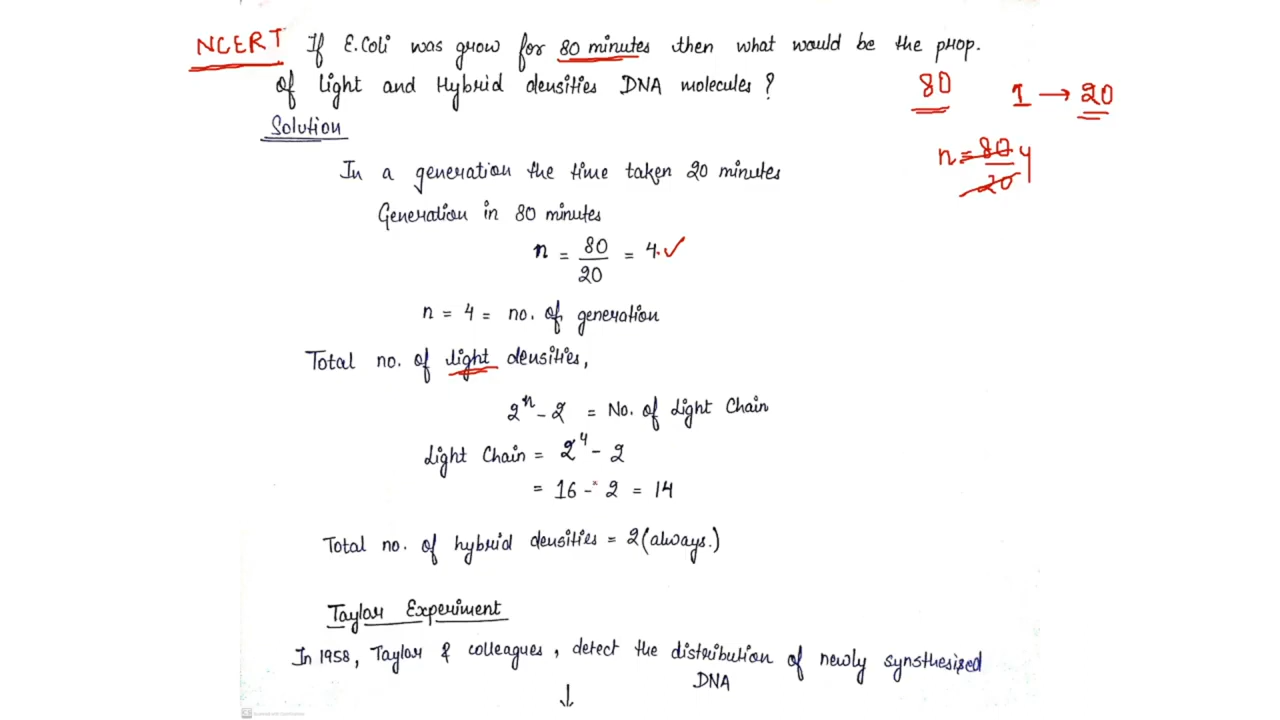 NCERT If E.Coli was grow for 80 minutes then what would be the prop.
of Light and Hybrid densities DNA molecules ?
80 1 → 20
Solution
n = 80/20 4
In a generation the time taken 20 minutes
Generation in 80 minutes
n = 80/20 = 4. ✓
n = 4 = no. of generation
Total no. of light densities,
2^n - 2 = No. of Light Chain
Light Chain = 2^4 - 2
= 16 - 2 = 14
Total no. of hybrid densities = 2 (always.)
Taylor Experiment
In 1958, Taylor & colleagues, detect the distribution of newly synsthesised
DNA
↓
Scanned with CamScanner